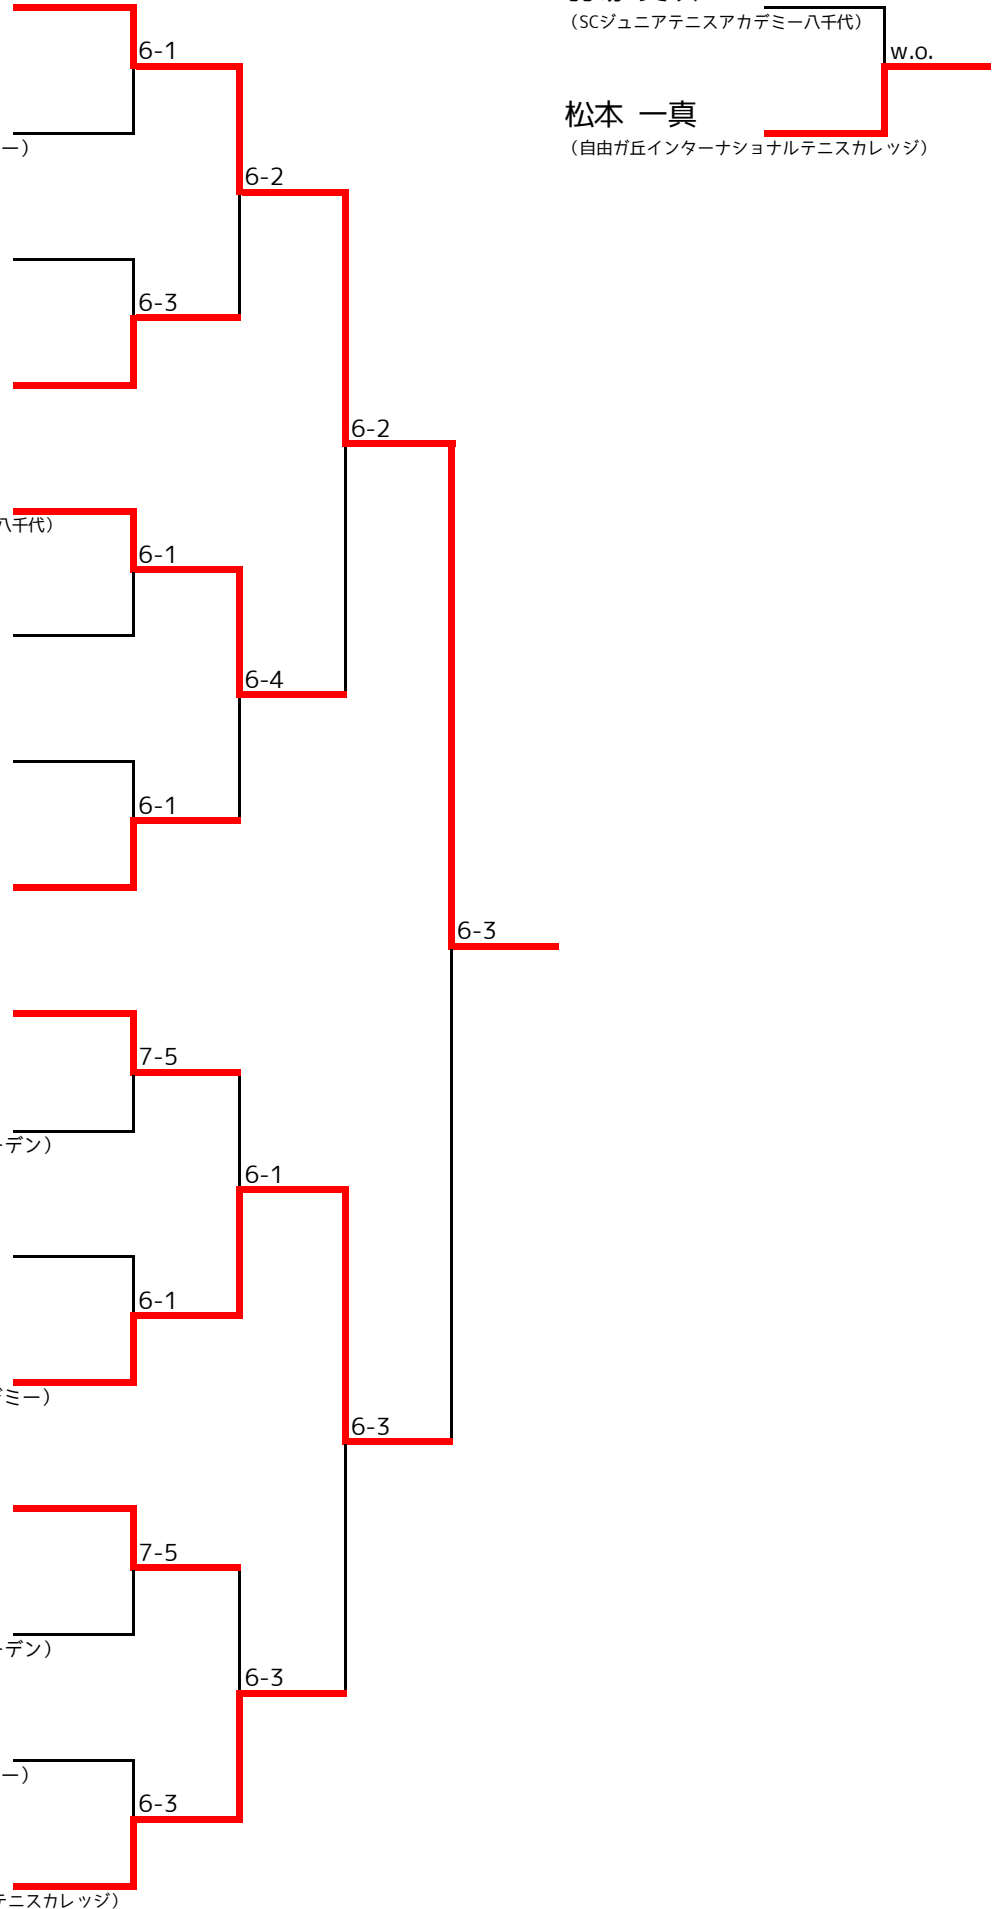 （SCジュニアテニスアカデミー八千代）
w.o.
松本 一真
（自由ガ丘インターナショナルテニスカレッジ）
6-1
ー）
6-2
6-3
6-2
八千代）
6-1
6-4
6-1
6-3
7-5
ーデン）
6-1
6-1
デミー）
6-3
7-5
ーデン）
6-3
ー）
6-3
テニスカレッジ）